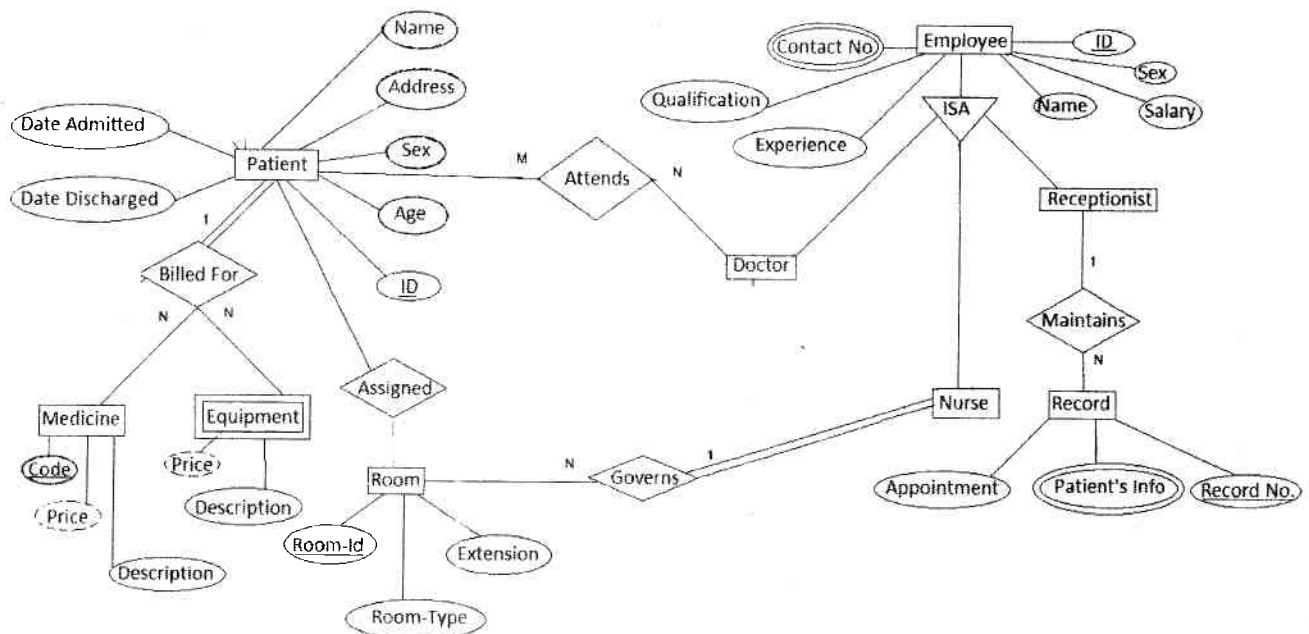 Name
Contact No
Employee
ID
Address
Sex
Qualification
ISA
Name
Salary
Date Admitted
Experience
Sex
Patient
M
Attends
N
Date Discharged
Age
Receptionist
1
Billed For
Doctor
1
ID
N
N
Maintains
N
Assigned
Medicine
Equipment
Nurse
Record
Code
Price
Room
N
Governs
1
Appointment
Patient's Info
Record No.
Price
Description
Room-Id
Extension
Description
Room-Type